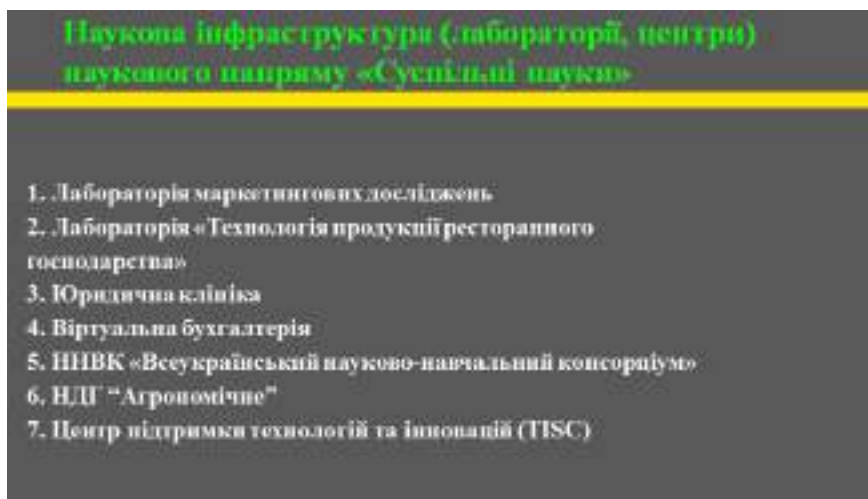 Наукова інфраструктура (лабораторії, центри)
наукового напряму «Суспільні науки»
1. Лабораторія маркетингових досліджень
2. Лабораторія «Технологія продукції ресторанного
господарства»
3. Юридична клініка
4. Віртуальна бухгалтерія
5. ННВК «Всеукраїнський науково-навчальний консорціум»
6. НДГ “Агрономічне”
7. Центр підтримки технологій та інновацій (TISC)